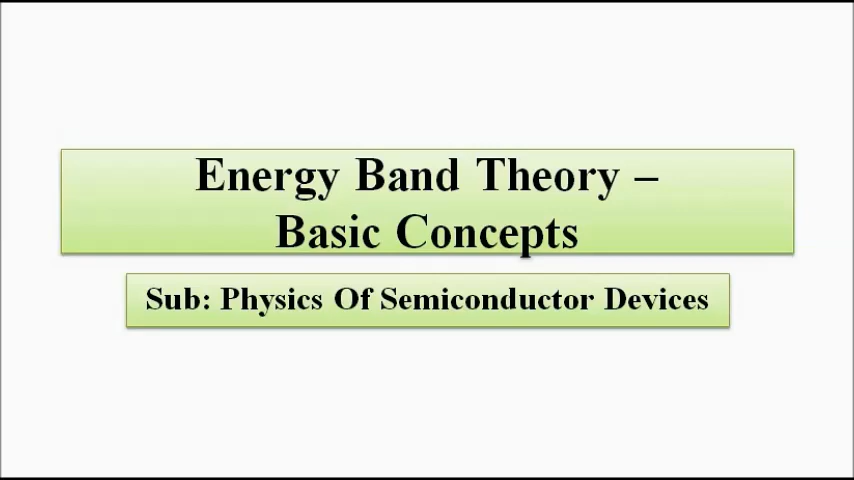 Energy Band Theory –
Basic Concepts
Sub: Physics Of Semiconductor Devices